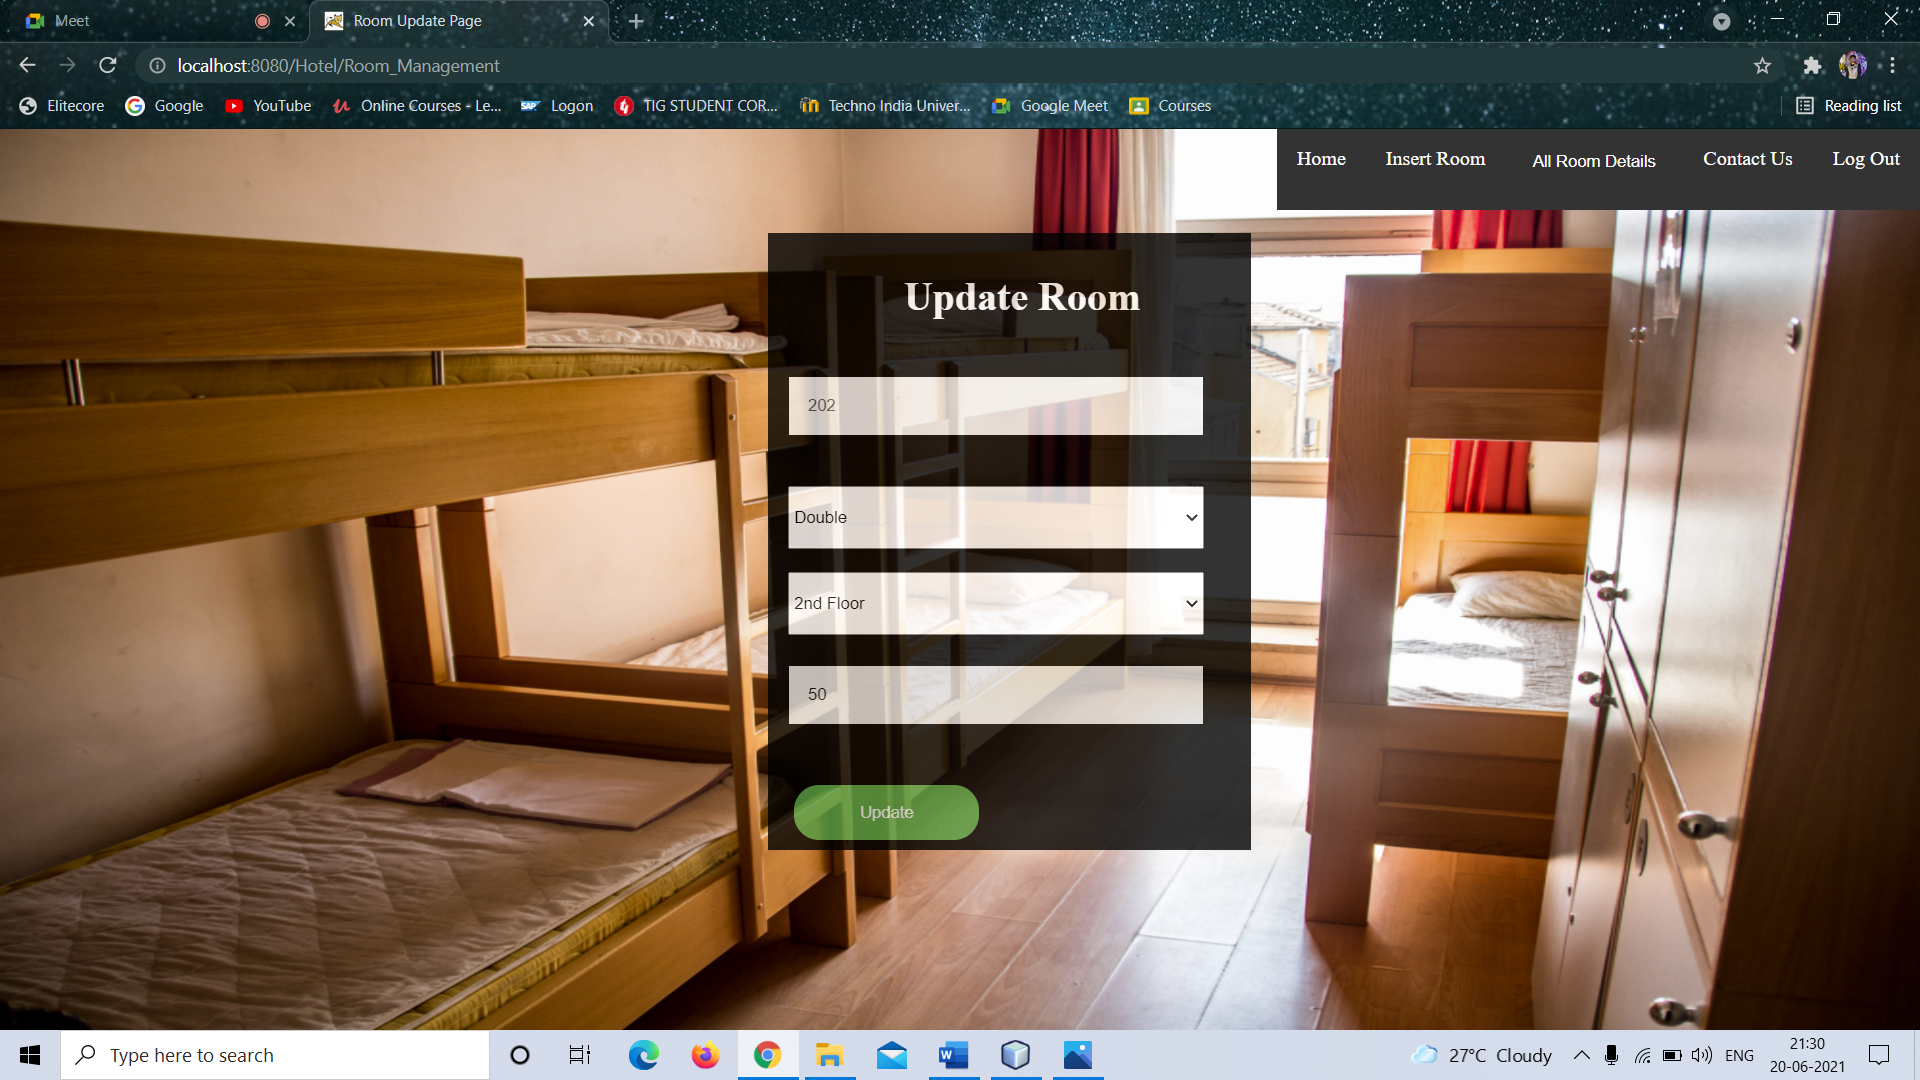 Meet
Room Update Page
localhost:8080/Hotel/Room_Management
Elitecore Google YouTube Online Courses - Le... Logon TIG STUDENT COR... Techno India Univer... Google Meet Courses Reading list
Home Insert Room All Room Details Contact Us Log Out
Update Room
202
Double
2nd Floor
50
Update
Type here to search
27°C Cloudy
ENG
21:30
20-06-2021